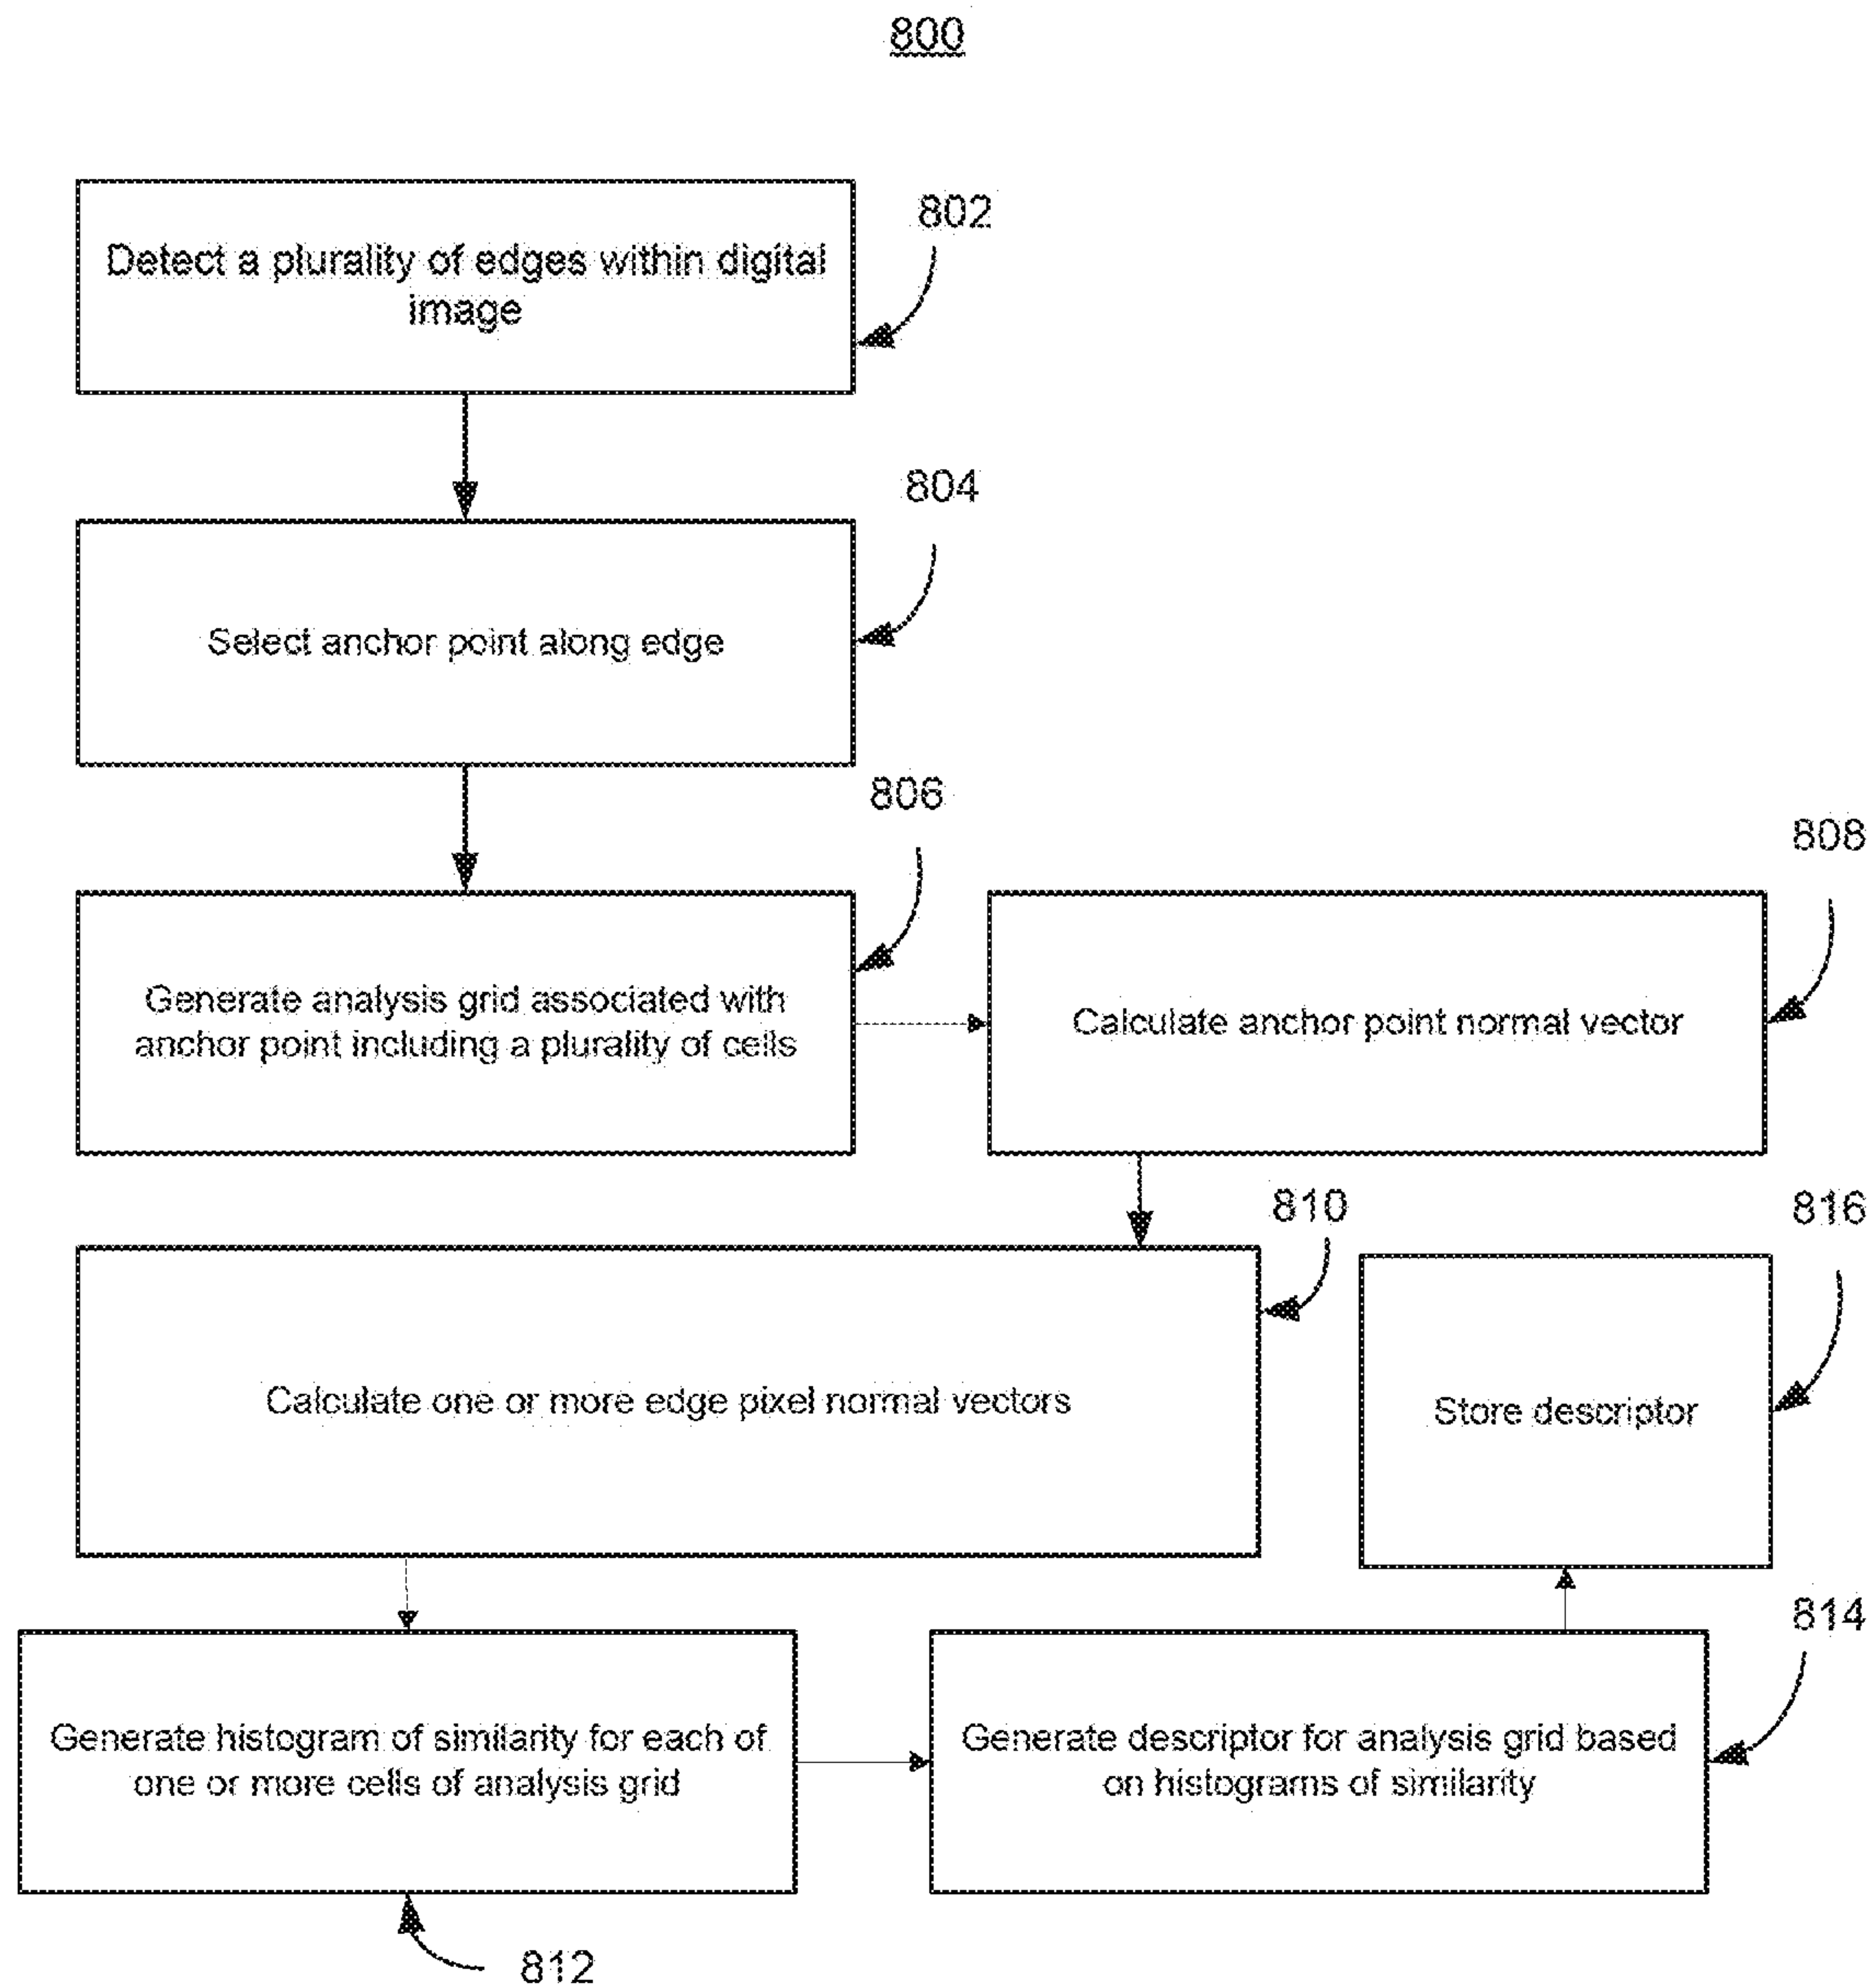 800
802
Detect a plurality of edges within digital
image
804
Select anchor point along edge
806
808
Generate analysis grid associated with
anchor point including a plurality of cells
Calculate anchor point normal vector
810
816
Calculate one or more edge pixel normal vectors
Store descriptor
814
Generate histogram of similarity for each of
one or more cells of analysis grid
Generate descriptor for analysis grid based
on histograms of similarity
812